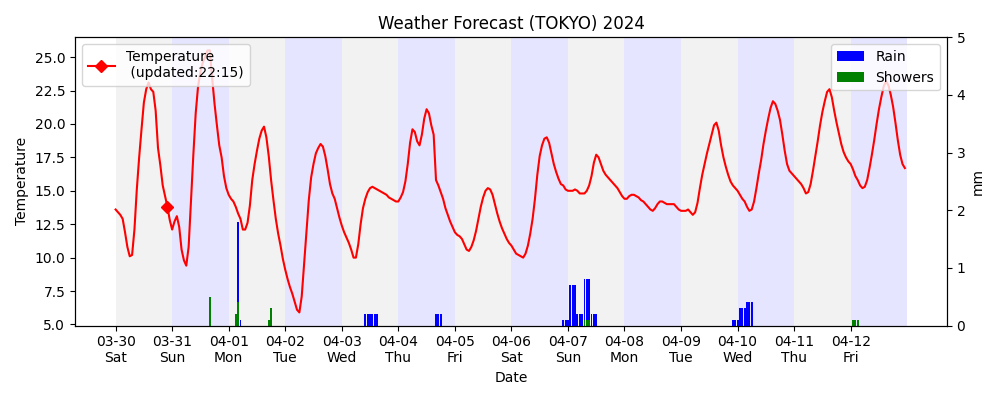 Weather Forecast (TOKYO) 2024
Temperature
(updated:22:15)
Rain
Showers
25.0
22.5
20.0
17.5
15.0
12.5
10.0
7.5
5.0
Temperature
5
4
3
2
1
0
mm
03-30 03-31 04-01 04-02 04-03 04-04 04-05 04-06 04-07 04-08 04-09 04-10 04-11 04-12
Sat Sun Mon Tue Wed Thu Fri Sat Sun Mon Tue Wed Thu Fri
Date